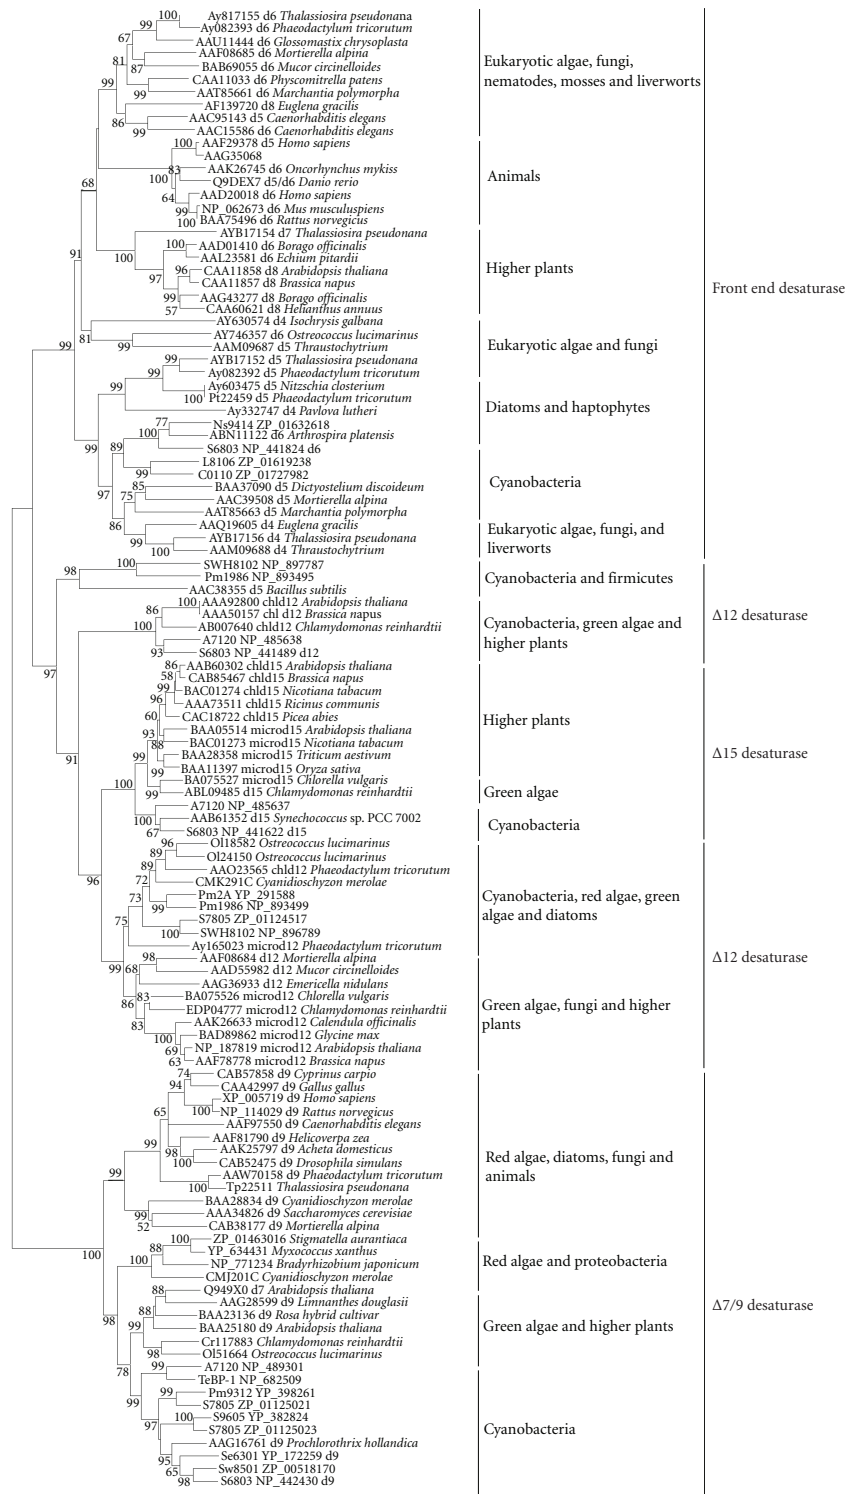 Ay817155 d6 Thalassiosira pseudonana
Ay082393 d6 Phaeodactylum tricorutum
AAU11444 d6 Glossomastix chrysoplasta
AAF08685 d6 Mortierella alpina
BAB69055 d6 Mucor circinelloides
CAA11033 d6 Physcomitrella patens
AAT85661 d6 Marchantia polymorpha
AF139720 d8 Euglena gracilis
AAC95143 d5 Caenorhabditis elegans
AAC15586 d6 Caenorhabditis elegans
100
99
67
81
87
99
99
86
99
Eukaryotic algae, fungi,
nematodes, mosses and liverworts
AAF29378 d5 Homo sapiens
AAG35068
AAK26745 d6 Oncorhynchus mykiss
Q9DEX7 d5/d6 Danio rerio
AAD20018 d6 Homo sapiens
NP_062673 d6 Mus musculuspiens
BAA75496 d6 Rattus norvegicus
100
83
100
64
99
100
68
Animals
AYB17154 d7 Thalassiosira pseudonana
AAD01410 d6 Borago officinalis
AAL23581 d6 Echium pitardii
CAA11858 d8 Arabidopsis thaliana
CAA11857 d8 Brassica napus
AAG43277 d8 Borago officinalis
CAA60621 d8 Helianthus annuus
100
100
96
97
99
57
91
Higher plants
Front end desaturase
AY630574 d4 Isochrysis galbana
AY746357 d6 Ostreococcus lucimarinus
AAM09687 d5 Thraustochytrium
AYB17152 d5 Thalassiosira pseudonana
Ay082392 d5 Phaeodactylum tricorutum
81
99
99
99
99
Eukaryotic algae and fungi
Ay603475 d5 Nitzschia closterium
Pt22459 d5 Phaeodactylum tricorutum
Ay332747 d4 Pavlova lutheri
Ns9414 ZP_01632618
ABN11122 d6 Arthrospira platensis
99
100
77
100
Diatoms and haptophytes
S6803 NP_441824 d6
L8106 ZP_01619238
C0110 ZP_01727982
BAA37090 d5 Dictyostelium discoideum
AAC39508 d5 Mortierella alpina
AAT85663 d5 Marchantia polymorpha
99
89
99
97
85
75
86
Cyanobacteria
AAQ19605 d4 Euglena gracilis
AYB17156 d4 Thalassiosira pseudonana
AAM09688 d4 Thraustochytrium
99
100
Eukaryotic algae, fungi, and
liverworts
SWH8102 NP_897787
Pm1986 NP_893495
AAC38355 d5 Bacillus subtilis
100
98
Cyanobacteria and firmicutes
AAA92800 chld12 Arabidopsis thaliana
AAA50157 chl d12 Brassica napus
AB007640 chld12 Chlamydomonas reinhardtii
A7120 NP_485638
S6803 NP_441489 d12
100
86
100
93
97
Cyanobacteria, green algae and
higher plants
Δ12 desaturase
AAB60302 chld15 Arabidopsis thaliana
CAB85467 chld15 Brassica napus
BAC01274 chld15 Nicotiana tabacum
AAA73511 chld15 Ricinus communis
CAC18722 chld15 Picea abies
BAA05514 microd15 Arabidopsis thaliana
BAC01273 microd15 Nicotiana tabacum
BAA28358 microd15 Triticum aestivum
BAA11397 microd15 Oryza sativa
86
58
99
96
60
93
88
99
99
91
Higher plants
Δ15 desaturase
BA075527 microd15 Chlorella vulgaris
ABL09485 d15 Chlamydomonas reinhardtii
100
99
Green algae
A7120 NP_485637
AAB61352 d15 Synechococcus sp. PCC 7002
S6803 NP_441622 d15
100
67
Cyanobacteria
Ol18582 Ostreococcus lucimarinus
Ol24150 Ostreococcus lucimarinus
AAO23565 chld12 Phaeodactylum tricorutum
CMK291C Cyanidioschyzon merolae
Pm2A YP_291588
Pm1986 NP_893499
S7805 ZP_01124517
SWH8102 NP_896789
Ay165023 microd12 Phaeodactylum tricorutum
96
89
89
72
96
73
99
75
100
Cyanobacteria, red algae, green
algae and diatoms
AAF08684 d12 Mortierella alpina
AAD55982 d12 Mucor circinelloides
AAG36933 d12 Emericella nidulans
BA075526 microd12 Chlorella vulgaris
EDP04777 microd12 Chlamydomonas reinhardtii
AAK26633 microd12 Calendula officinalis
BAD89862 microd12 Glycine max
NP_187819 microd12 Arabidopsis thaliana
AAF78778 microd12 Brassica napus
98
99
68
86
83
83
100
69
63
Green algae, fungi and higher
plants
Δ12 desaturase
CAB57858 d9 Cyprinus carpio
CAA42997 d9 Gallus gallus
XP_005719 d9 Homo sapiens
NP_114029 d9 Rattus norvegicus
AAF97550 d9 Caenorhabditis elegans
AAF81790 d9 Helicoverpa zea
AAK25797 d9 Acheta domesticus
CAB52475 d9 Drosophila simulans
AAW70158 d9 Phaeodactylum tricorutum
Tp22511 Thalassiosira pseudonana
BAA28834 d9 Cyanidioschyzon merolae
AAA34826 d9 Saccharomyces cerevisiae
CAB38177 d9 Mortierella alpina
74
94
100
65
99
98
100
99
100
99
52
Red algae, diatoms, fungi and
animals
ZP_01463016 Stigmatella aurantiaca
YP_634431 Myxococcus xanthus
NP_771234 Bradyrhizobium japonicum
CMJ201C Cyanidioschyzon merolae
100
88
100
100
Red algae and proteobacteria
Q949X0 d7 Arabidopsis thaliana
AAG28599 d9 Limnanthes douglasii
BAA23136 d9 Rosa hybrid cultivar
BAA25180 d9 Arabidopsis thaliana
Cr117883 Chlamydomonas reinhardtii
Ol51664 Ostreococcus lucimarinus
88
88
98
99
98
Green algae and higher plants
Δ7/9 desaturase
A7120 NP_489301
TeBP-1 NP_682509
Pm9312 YP_398261
S7805 ZP_01125021
S9605 YP_382824
S7805 ZP_01125023
AAG16761 d9 Prochlorothrix hollandica
Se6301 YP_172259 d9
Sw8501 ZP_00518170
S6803 NP_442430 d9
99
78
99
99
100
97
95
65
98
Cyanobacteria